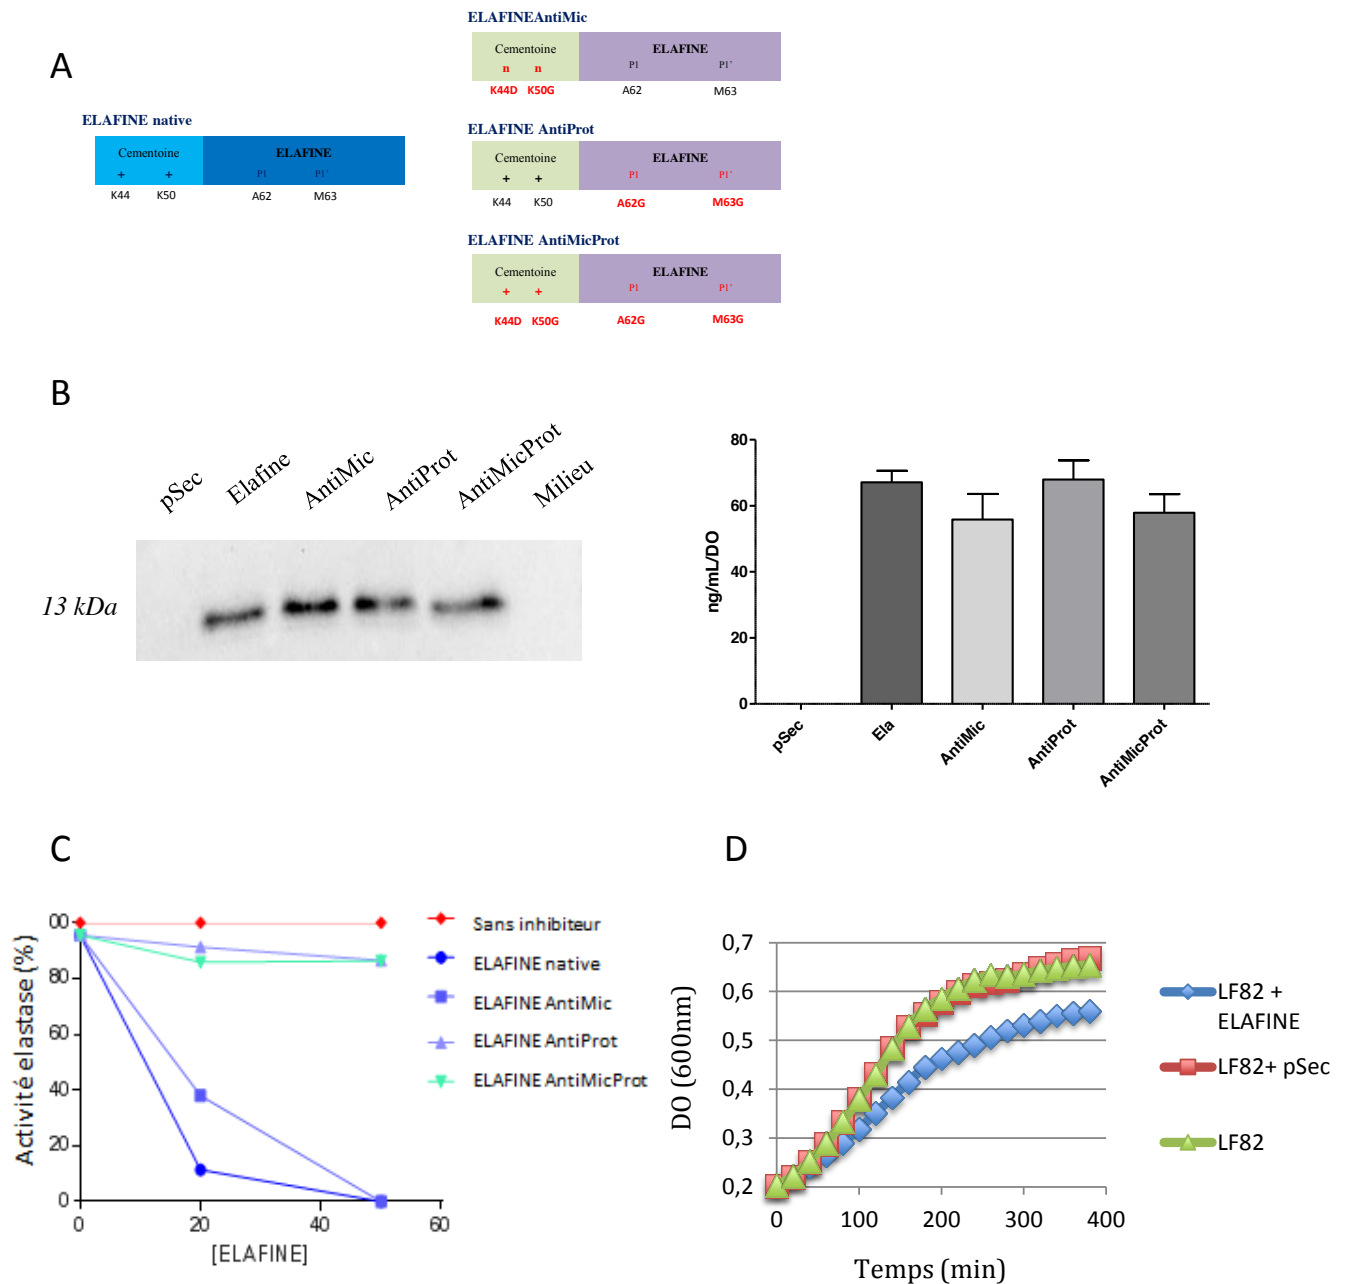 A
ELAFINE native
Cementoine ELAFINE
+ + P1 P1'
K44 K50 A62 M63
ELAFINEAntiMic
Cementoine ELAFINE
n n P1 P1'
K44D K50G A62 M63
ELAFINE AntiProt
Cementoine ELAFINE
+ + P1 P1'
K44 K50 A62G M63G
ELAFINE AntiMicProt
Cementoine ELAFINE
+ + P1 P1'
K44D K50G A62G M63G
B
pSec
Elafine
AntiMic
AntiProt
AntiMicProt
Milieu
13 kDa
ng/mL/DO
80
60
40
20
0
pSec
Ela
AntiMic
AntiProt
AntiMicProt
C
Activité elastase (%)
00
80
60
40
20
0
0 20 40 60
[ELAFINE]
Sans inhibiteur
ELAFINE native
ELAFINE AntiMic
ELAFINE AntiProt
ELAFINE AntiMicProt
D
DO (600nm)
0,7
0,6
0,5
0,4
0,3
0,2
0 100 200 300 400
Temps (min)
LF82 +
ELAFINE
LF82+ pSec
LF82